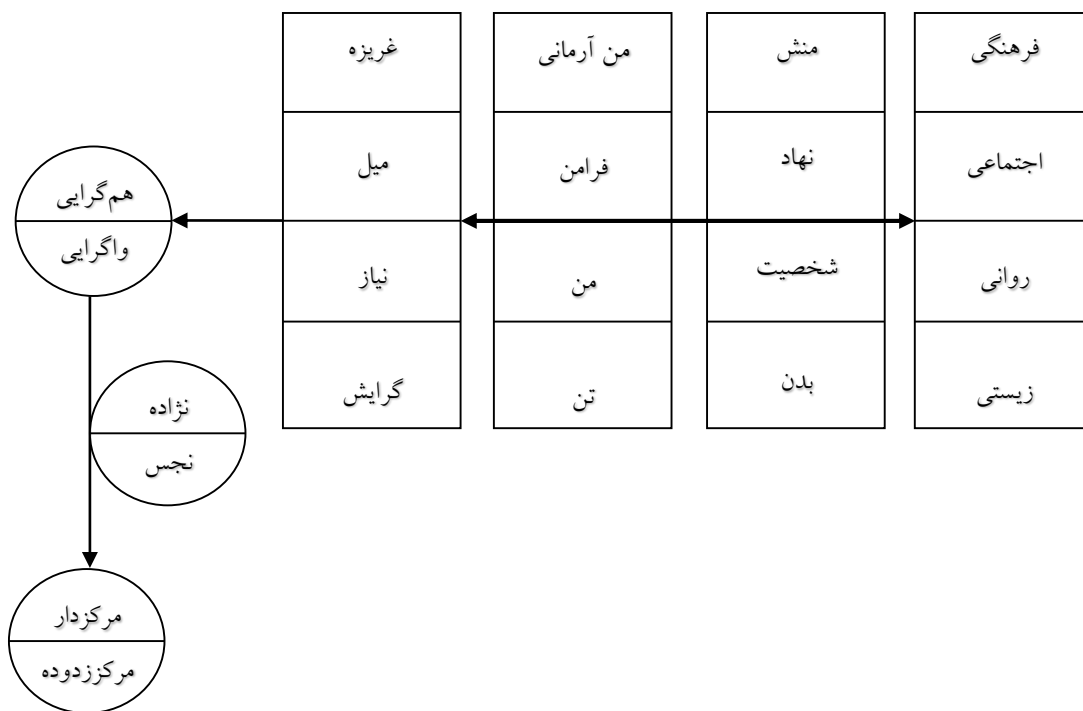 فرهنگی
منش
من آرمانی
غریزه
اجتماعی
نهاد
فرامن
میل
روانی
شخصیت
من
نیاز
زیستی
بدن
تن
گرایش
هم‌گرایی
واگرایی
نژاده
نجس
مرکزدار
مرکززدوده